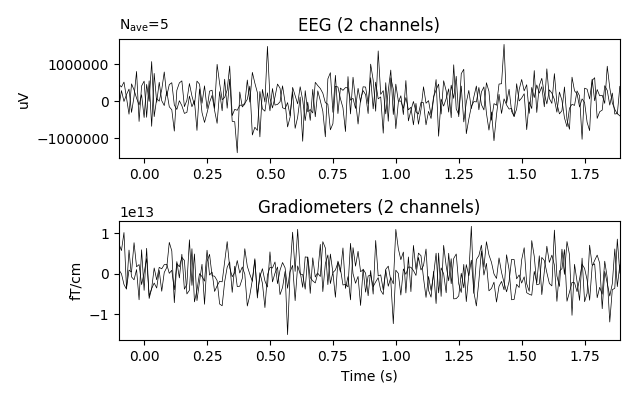 N_ave=5
EEG (2 channels)
1000000
0
−1000000
uV
0.00 0.25 0.50 0.75 1.00 1.25 1.50 1.75
1e13
Gradiometers (2 channels)
1
0
−1
fT/cm
0.00 0.25 0.50 0.75 1.00 1.25 1.50 1.75
Time (s)